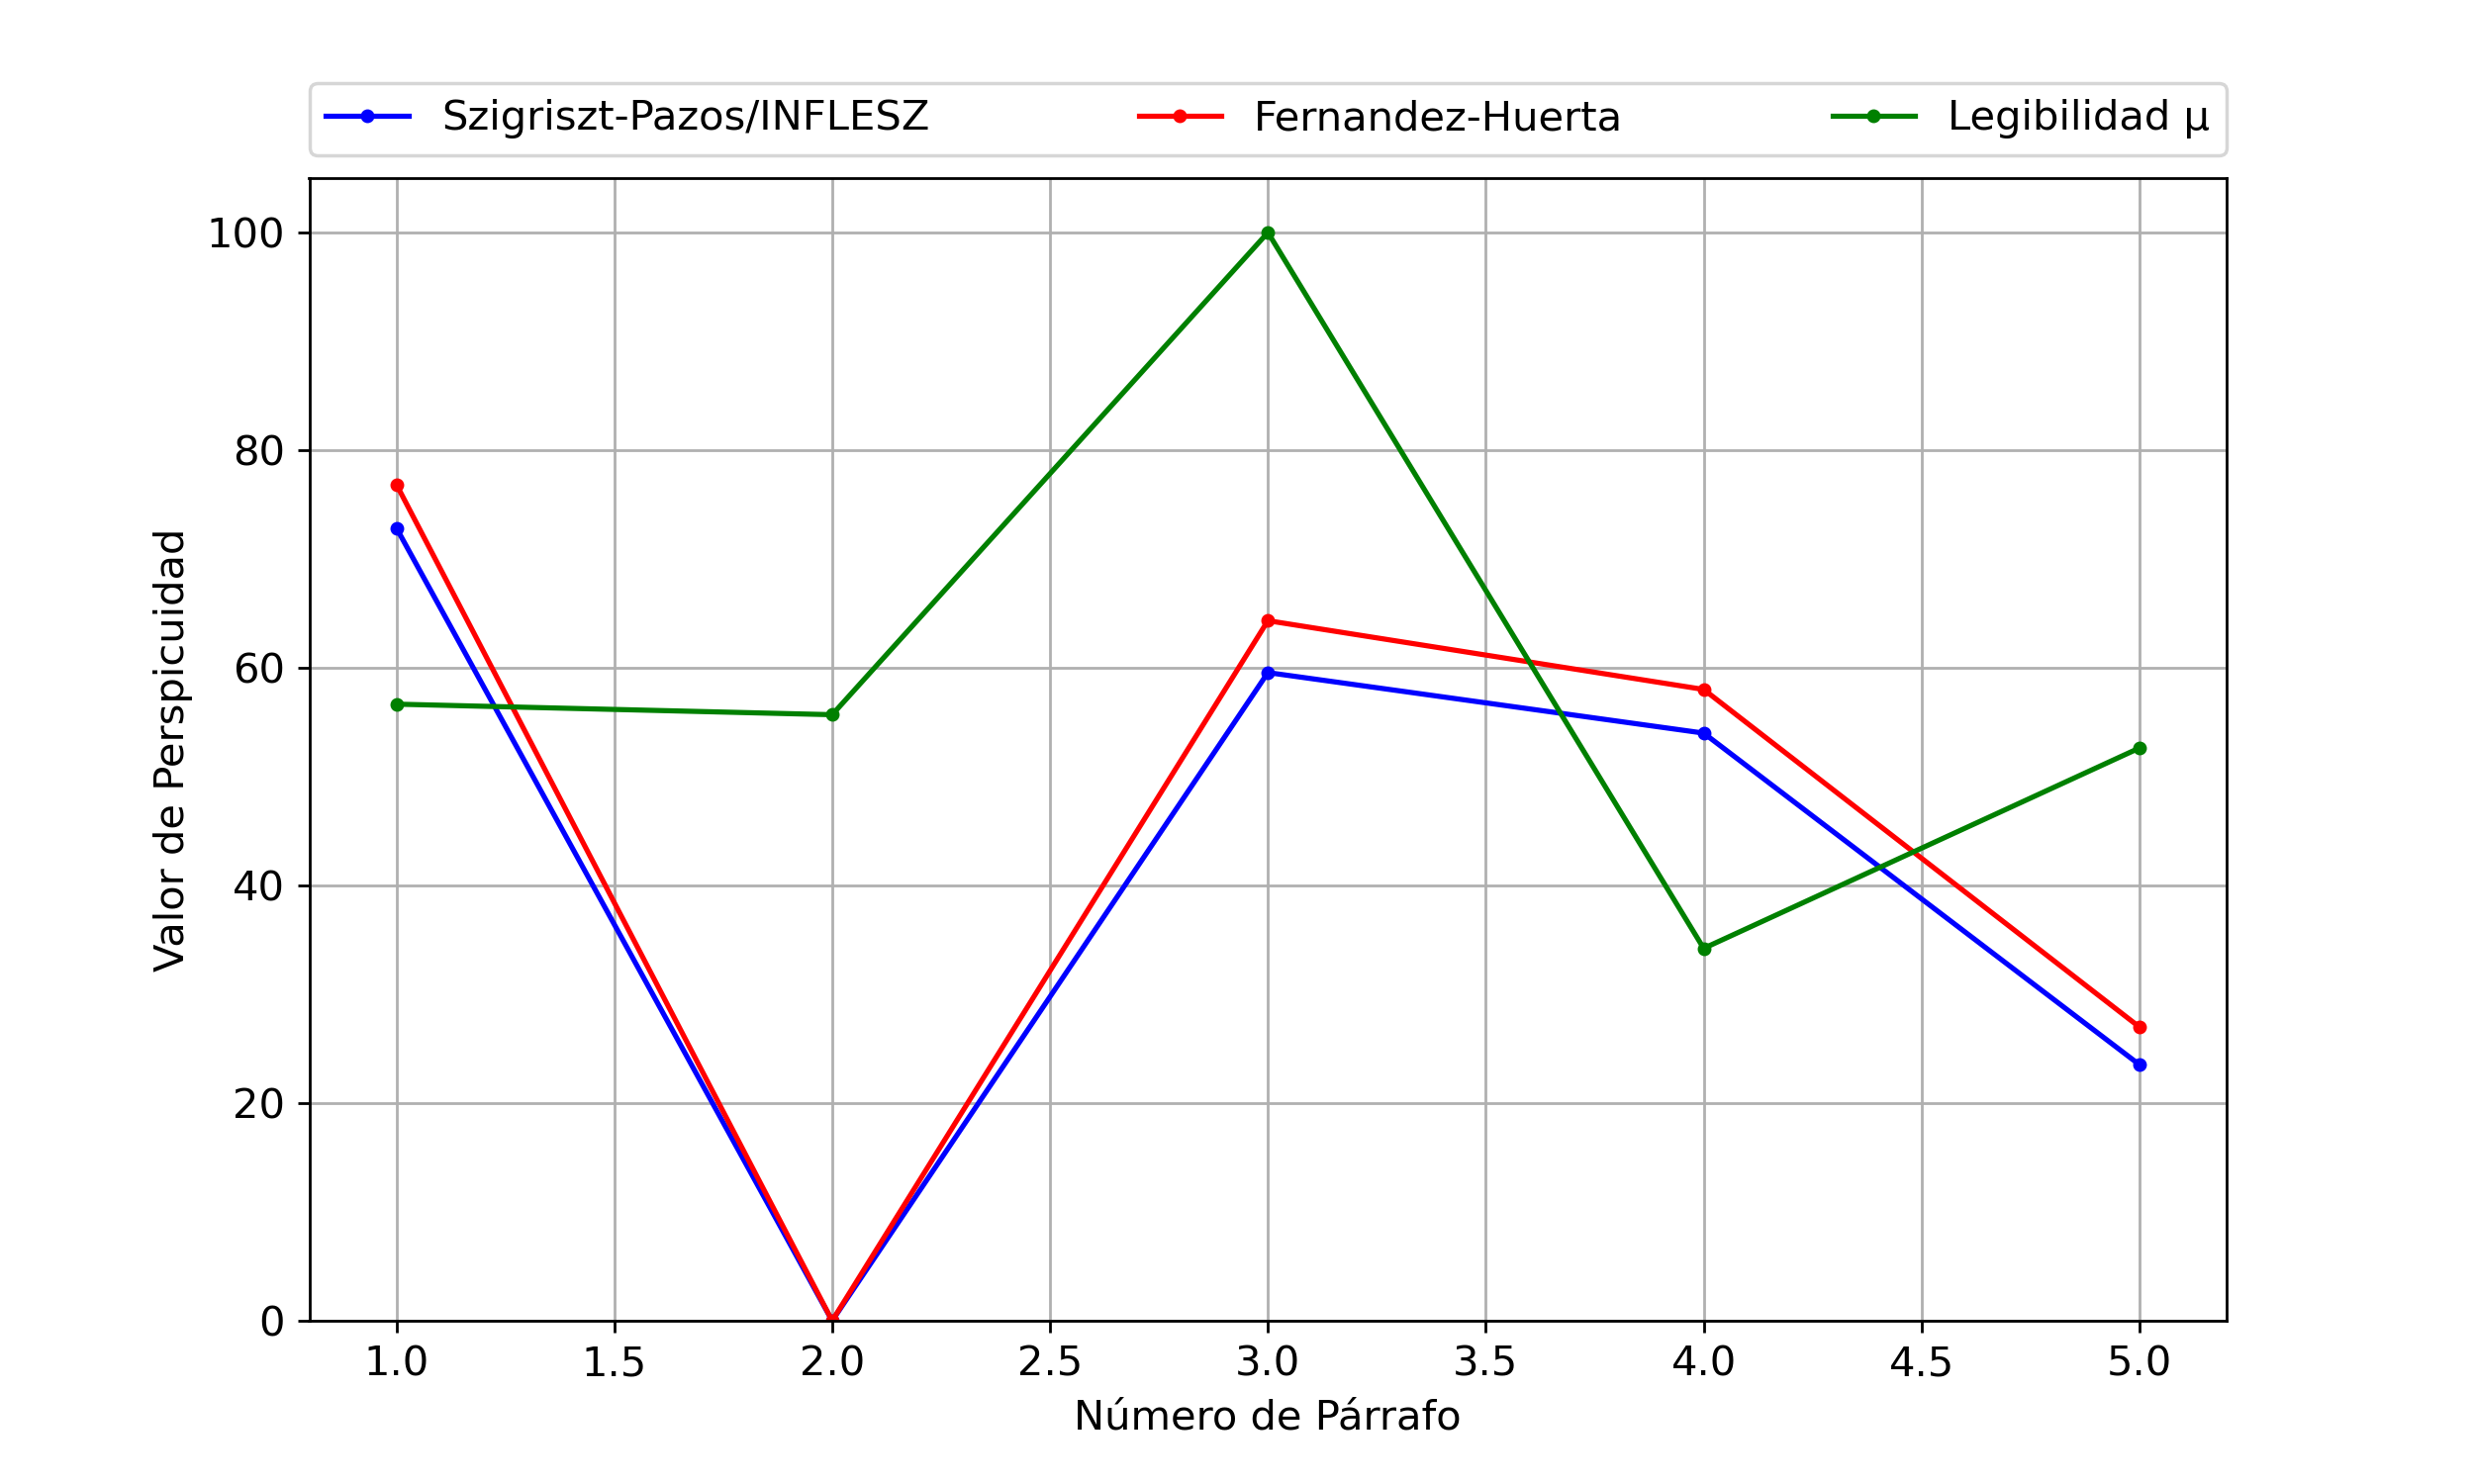 Szigriszt-Pazos/INFLESZ Fernandez-Huerta Legibilidad µ
100
80
60
40
20
0
Valor de Perspicuidad
1.0 1.5 2.0 2.5 3.0 3.5 4.0 4.5 5.0
Número de Párrafo